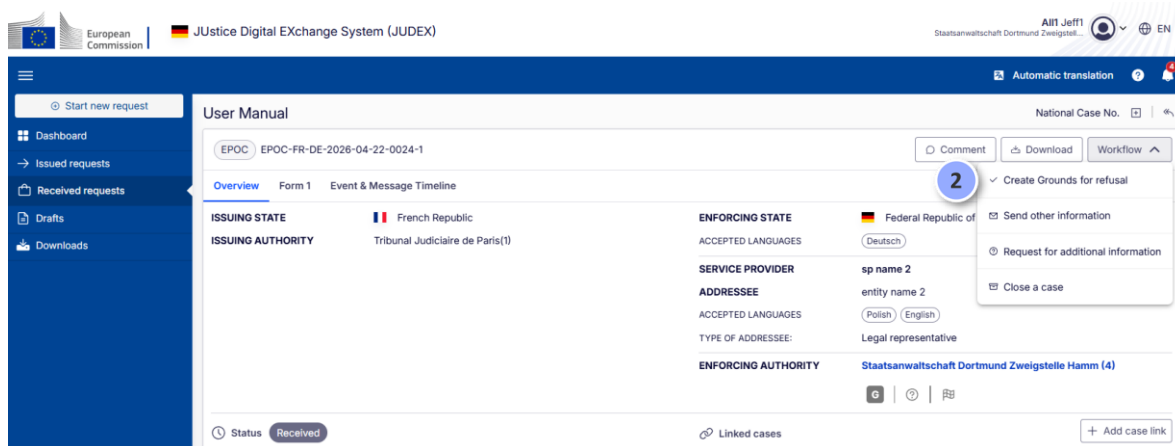 European
Commission
JUstice Digital EXchange System (JUDEX)
All1 Jeff1
Staatsanwaltschaft Dortmund Zweigstell...
EN
Automatic translation
?
4
Start new request
Dashboard
Issued requests
Received requests
Drafts
Downloads
User Manual
National Case No.
EPOC EPOC-FR-DE-2026-04-22-0024-1
Comment
Download
Workflow
2
Create Grounds for refusal
Send other information
Request for additional information
Close a case
Overview Form 1 Event & Message Timeline
ISSUING STATE French Republic
ISSUING AUTHORITY Tribunal Judiciaire de Paris(1)
ENFORCING STATE Federal Republic of
ACCEPTED LANGUAGES Deutsch
SERVICE PROVIDER sp name 2
ADDRESSEE entity name 2
ACCEPTED LANGUAGES Polish English
TYPE OF ADDRESSEE: Legal representative
ENFORCING AUTHORITY Staatsanwaltschaft Dortmund Zweigstelle Hamm (4)
G ?
Status Received
Linked cases
+ Add case link